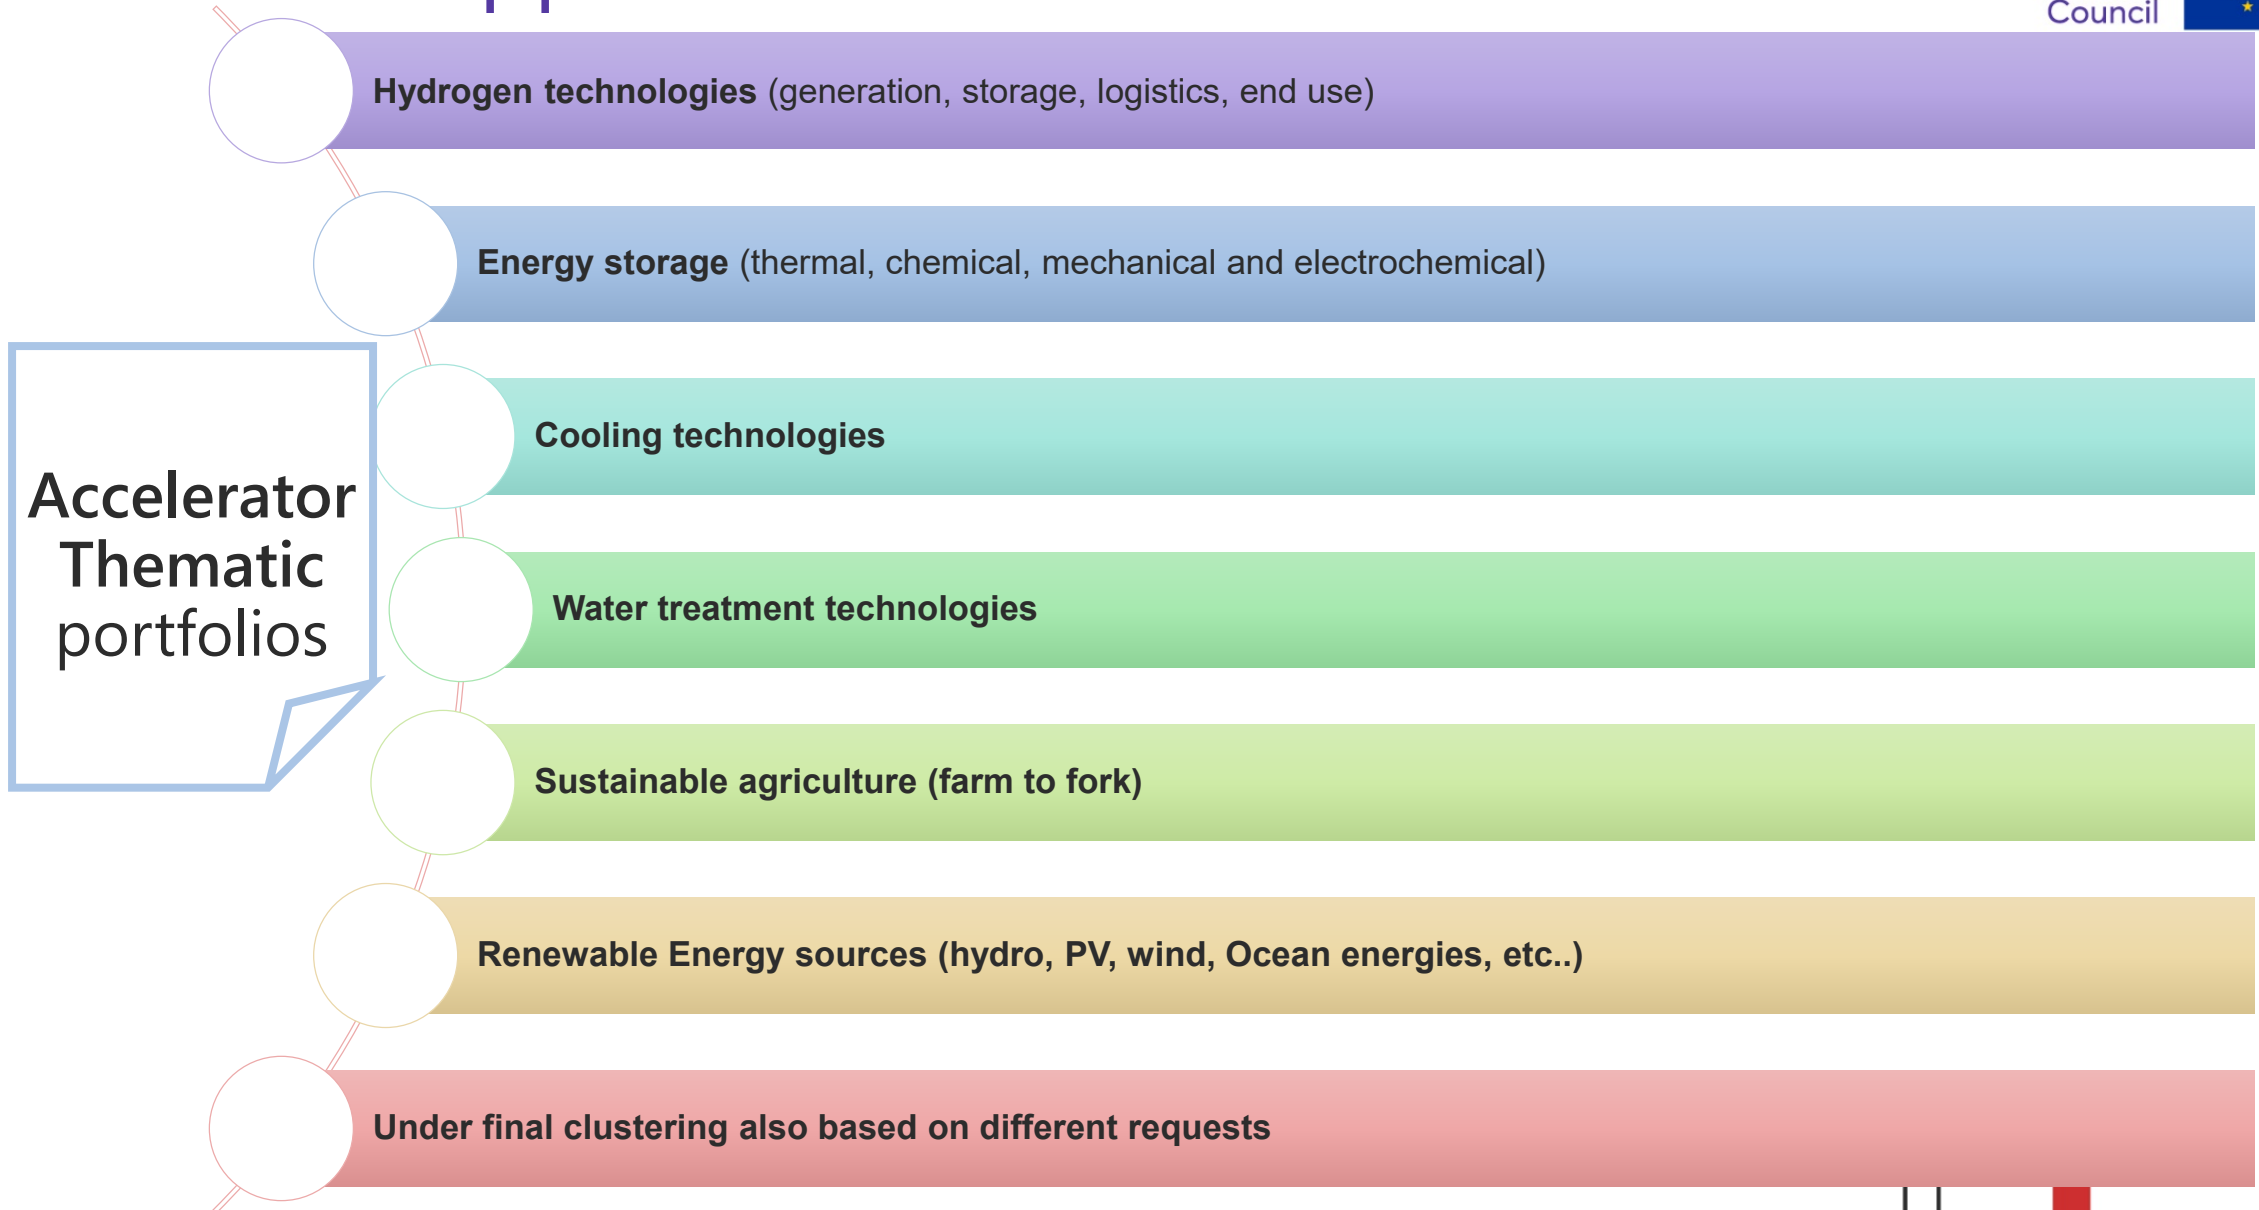 Council
Hydrogen technologies (generation, storage, logistics, end use)
Energy storage (thermal, chemical, mechanical and electrochemical)
Cooling technologies
Accelerator
Thematic
portfolios
Water treatment technologies
Sustainable agriculture (farm to fork)
Renewable Energy sources (hydro, PV, wind, Ocean energies, etc..)
Under final clustering also based on different requests